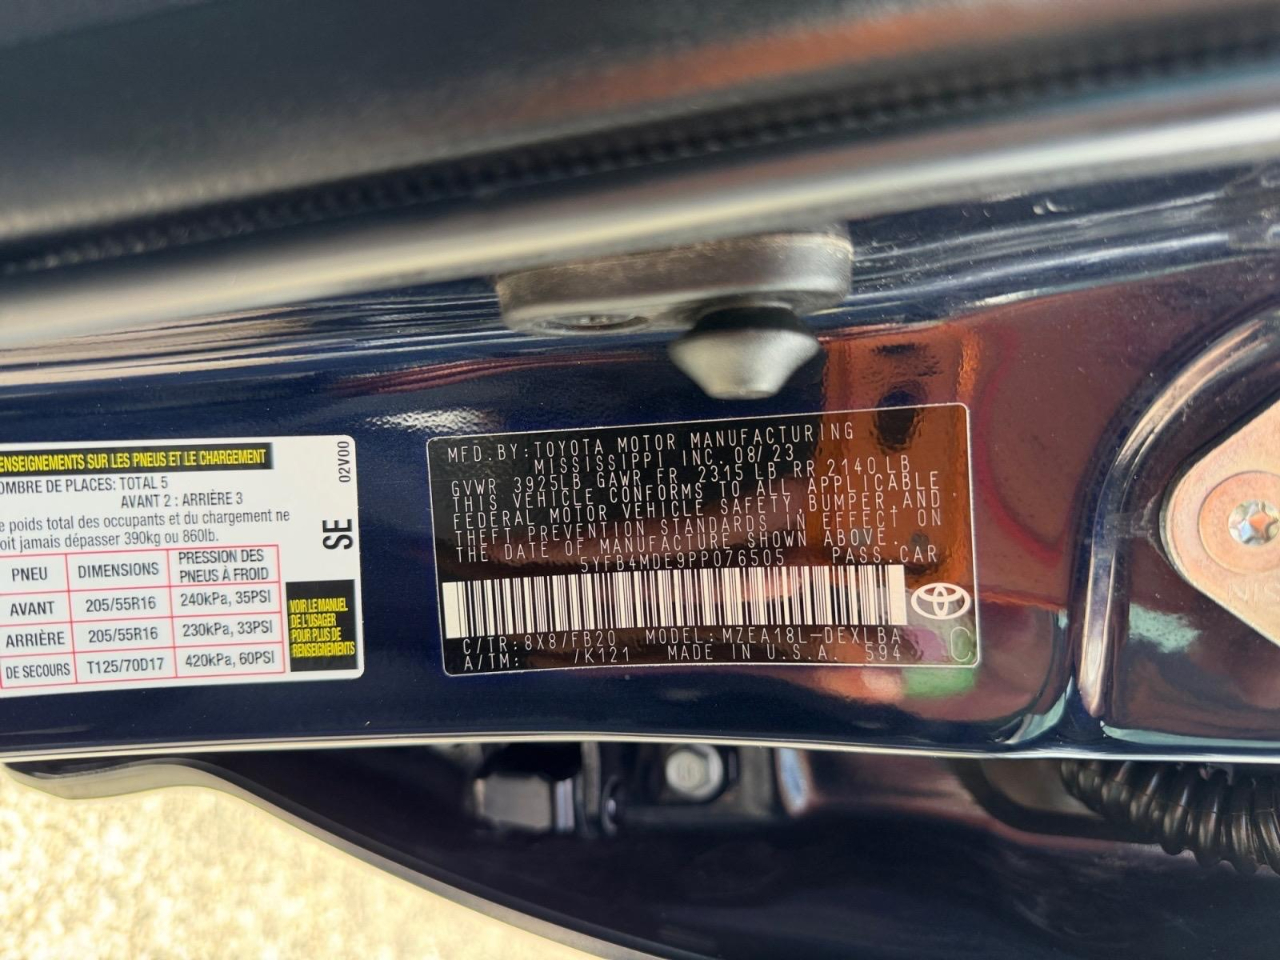 RENSEIGNEMENTS SUR LES PNEUS ET LE CHARGEMENT
NOMBRE DE PLACES: TOTAL 5
AVANT 2 : ARRIÈRE 3
e poids total des occupants et du chargement ne
oit jamais dépasser 390kg ou 860lb.
PNEU DIMENSIONS PRESSION DES PNEUS À FROID
AVANT 205/55R16 240kPa, 35PSI
ARRIÈRE 205/55R16 230kPa, 33PSI
DE SECOURS T125/70D17 420kPa, 60PSI
02V00
SE
VOIR LE MANUEL
DE L'USAGER
POUR PLUS DE
RENSEIGNEMENTS
MFD.BY:TOYOTA MOTOR MANUFACTURING
MISSISSIPPI INC.08/23
GVWR 3925LB GAWR FR 2315LB RR 2140LB
THIS VEHICLE CONFORMS TO ALL APPLICABLE
FEDERAL MOTOR VEHICLE SAFETY,BUMPER,AND
THEFT PREVENTION STANDARDS IN EFFECT ON
THE DATE OF MANUFACTURE SHOWN ABOVE.
5YFB4MDE9PP076505 PASS.CAR
C/TR:8X8/FB20 MODEL:MZEA18L-DEXLBA
A/TM: /K121 MADE IN U.S.A. 594
C